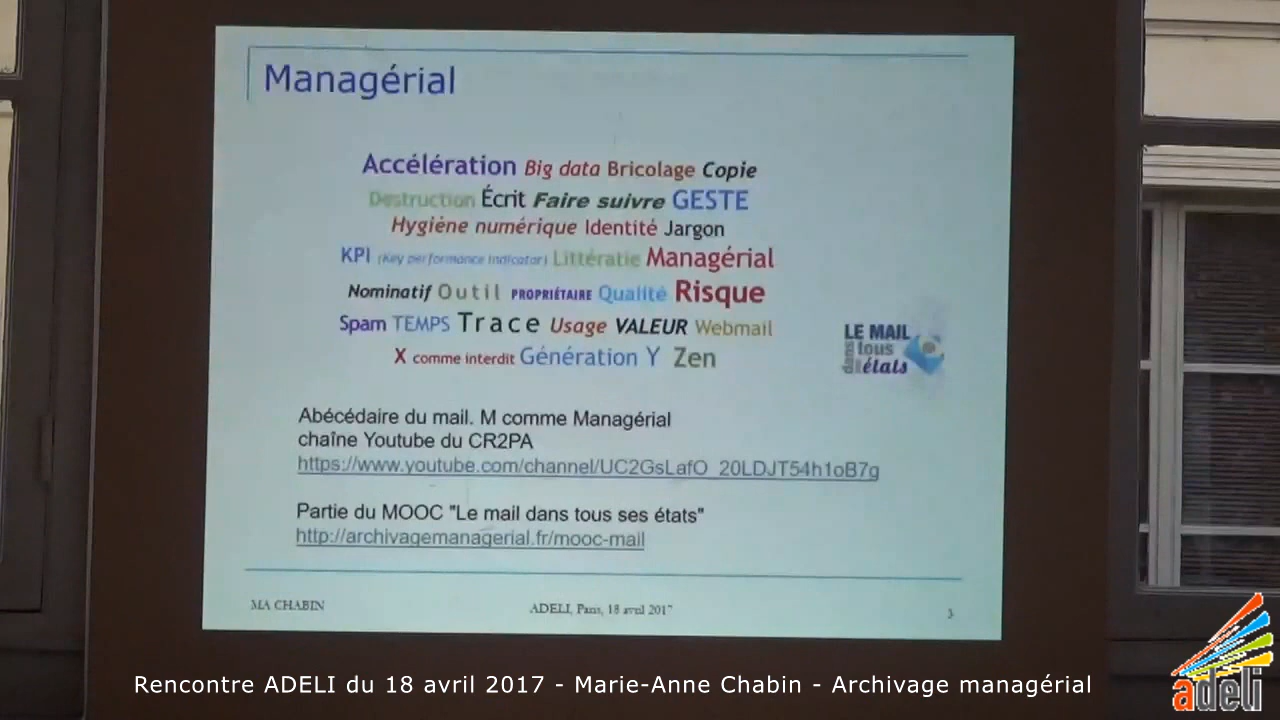 Managérial
Accélération Big data Bricolage Copie
Destruction Écrit Faire suivre GESTE
Hygiène numérique Identité Jargon
KPI (Key performance indicator) Littératie Managérial
Nominatif Outil PROPRIÉTAIRE Qualité Risque
Spam TEMPS Trace Usage VALEUR Webmail
X comme interdit Génération Y Zen
LE MAIL
dans tous
ses états
Abécédaire du mail. M comme Managérial
chaîne Youtube du CR2PA
https://www.youtube.com/channel/UC2GsLafO_20LDJT54h1oB7g
Partie du MOOC "Le mail dans tous ses états"
http://archivagemanagerial.fr/mooc-mail
MA CHABIN
ADELI, Paris, 18 avril 2017
3
Rencontre ADELI du 18 avril 2017 - Marie-Anne Chabin - Archivage managérial
adeli